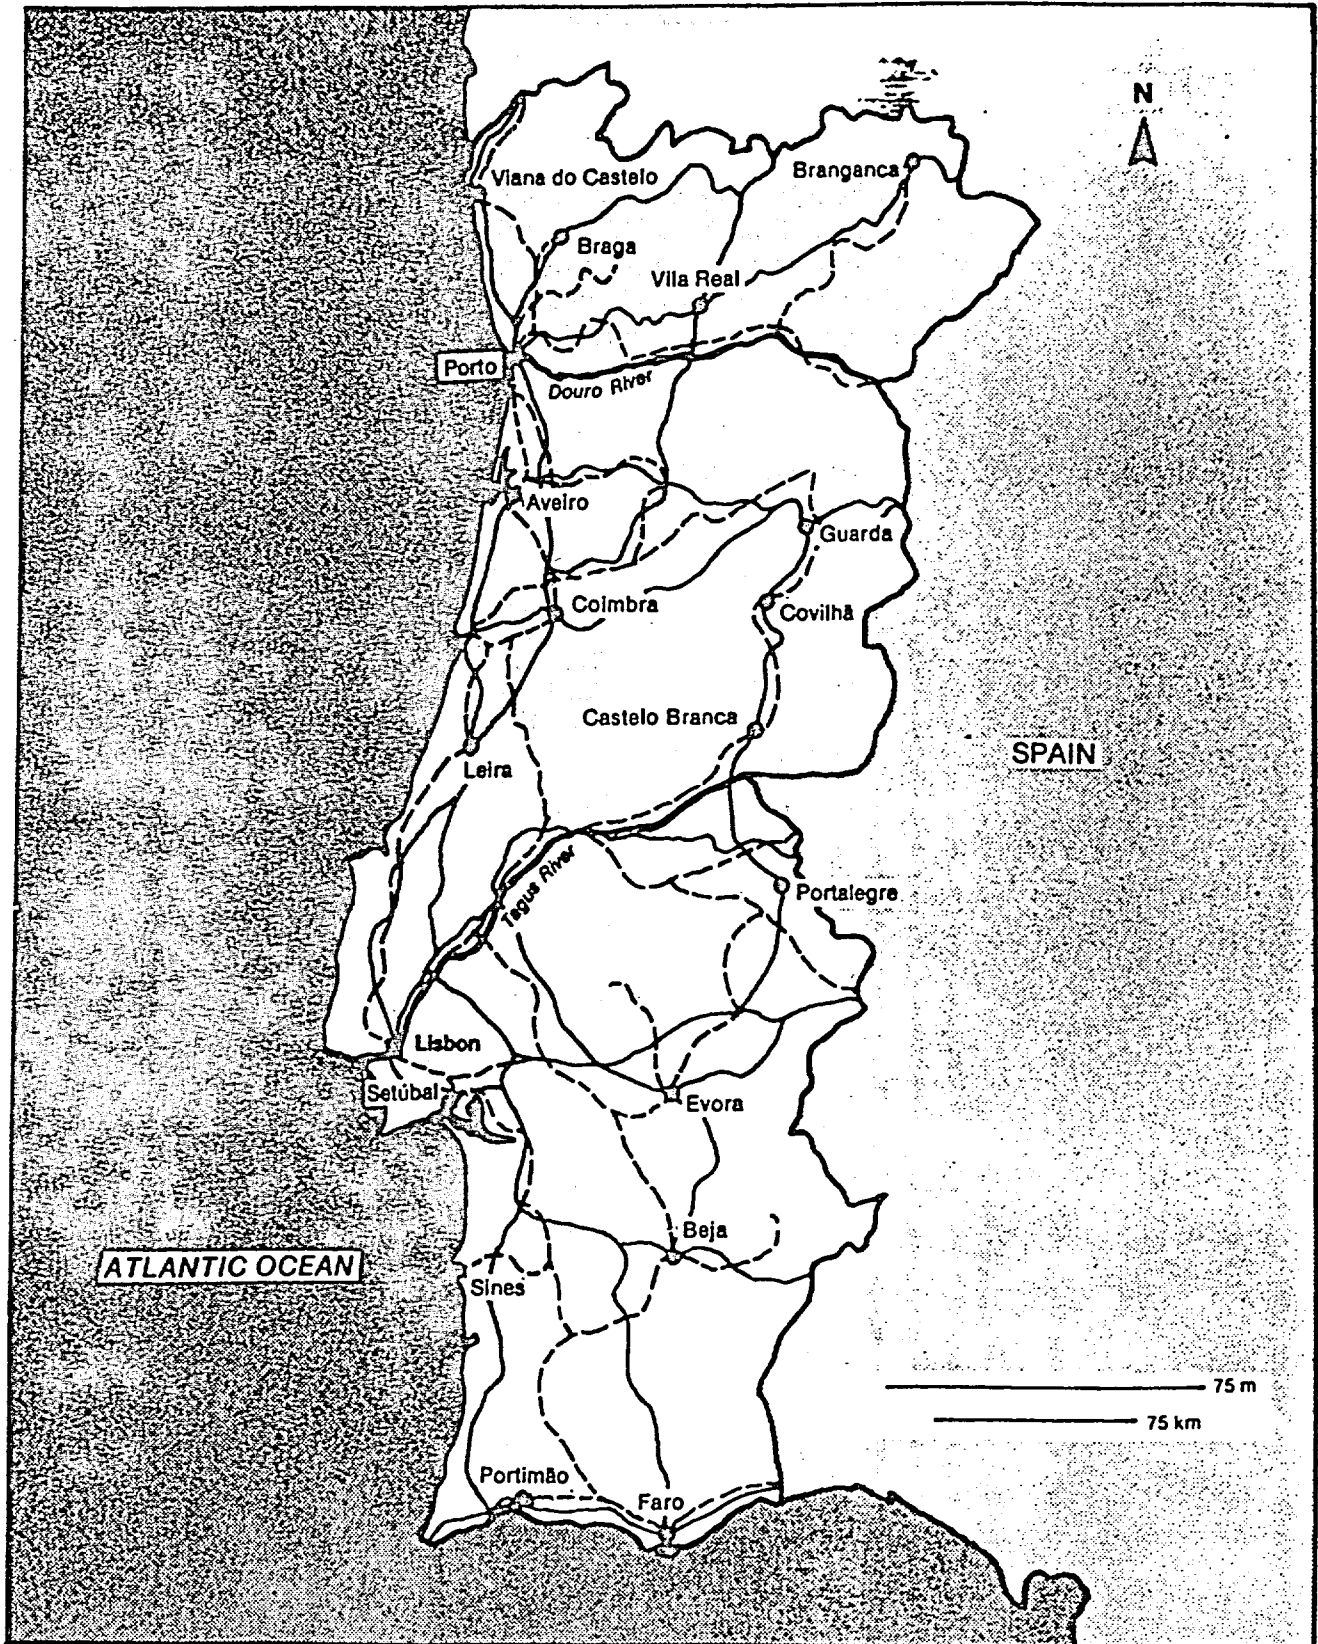 N
Viana do Castelo
Branganca
Braga
Vila Real
Porto
Douro River
Aveiro
Guarda
Coimbra
Covilhã
Castelo Branca
SPAIN
Leira
Tagus River
Portalegre
Lisbon
Setúbal
Evora
Beja
ATLANTIC OCEAN
Sines
75 m
75 km
Portimão
Faro